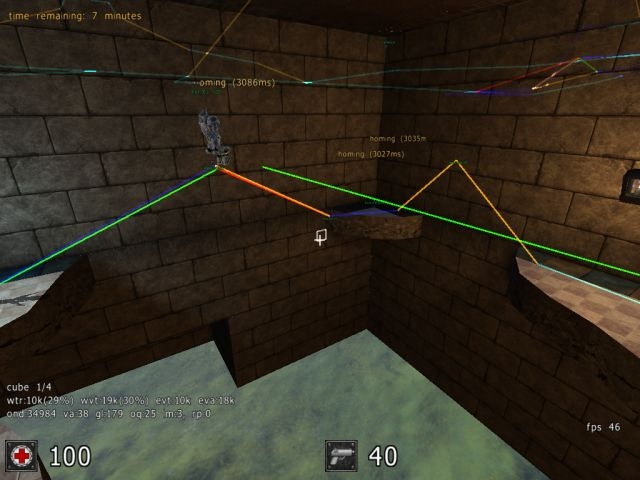 time remaining: 7 minutes
homing (3086ms)
homing (3035m
homing (3027ms)
cube 1/4
wtr:10k(29%) wvt:19k(30%) evt:10k eva:18k
ond:34984 va:38 gl:179 oq:25 m:3, rp:0
fps 46
100
40